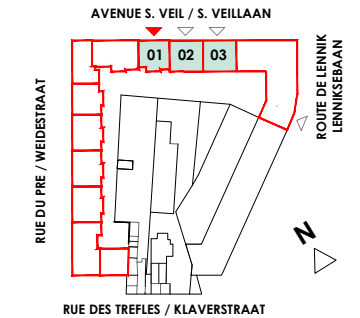 AVENUE S. VEIL / S. VEILLAAN
01 02 03
ROUTE DE LENNIK
LENNIKSEBAAN
RUE DU PRE / WEIDESTRAAT
N
RUE DES TREFLES / KLAVERSTRAAT